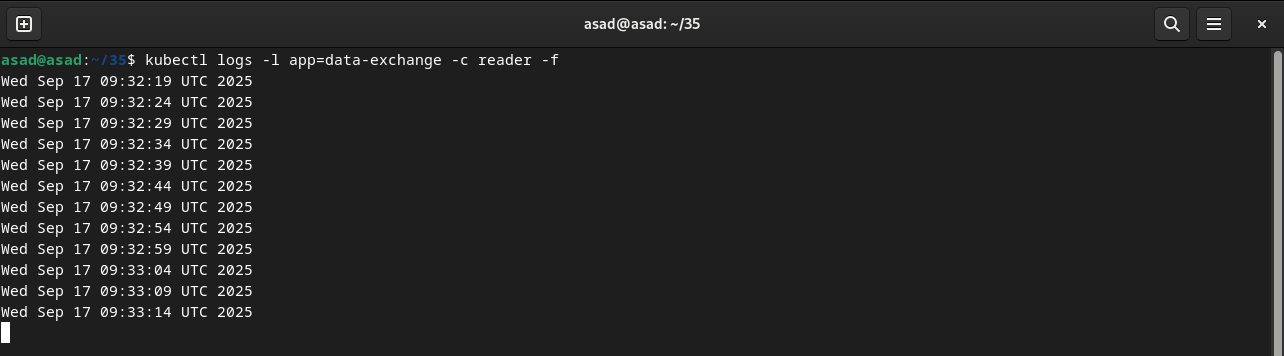 asad@asad: ~/35
asad@asad:~/35$ kubectl logs -l app=data-exchange -c reader -f
Wed Sep 17 09:32:19 UTC 2025
Wed Sep 17 09:32:24 UTC 2025
Wed Sep 17 09:32:29 UTC 2025
Wed Sep 17 09:32:34 UTC 2025
Wed Sep 17 09:32:39 UTC 2025
Wed Sep 17 09:32:44 UTC 2025
Wed Sep 17 09:32:49 UTC 2025
Wed Sep 17 09:32:54 UTC 2025
Wed Sep 17 09:32:59 UTC 2025
Wed Sep 17 09:33:04 UTC 2025
Wed Sep 17 09:33:09 UTC 2025
Wed Sep 17 09:33:14 UTC 2025